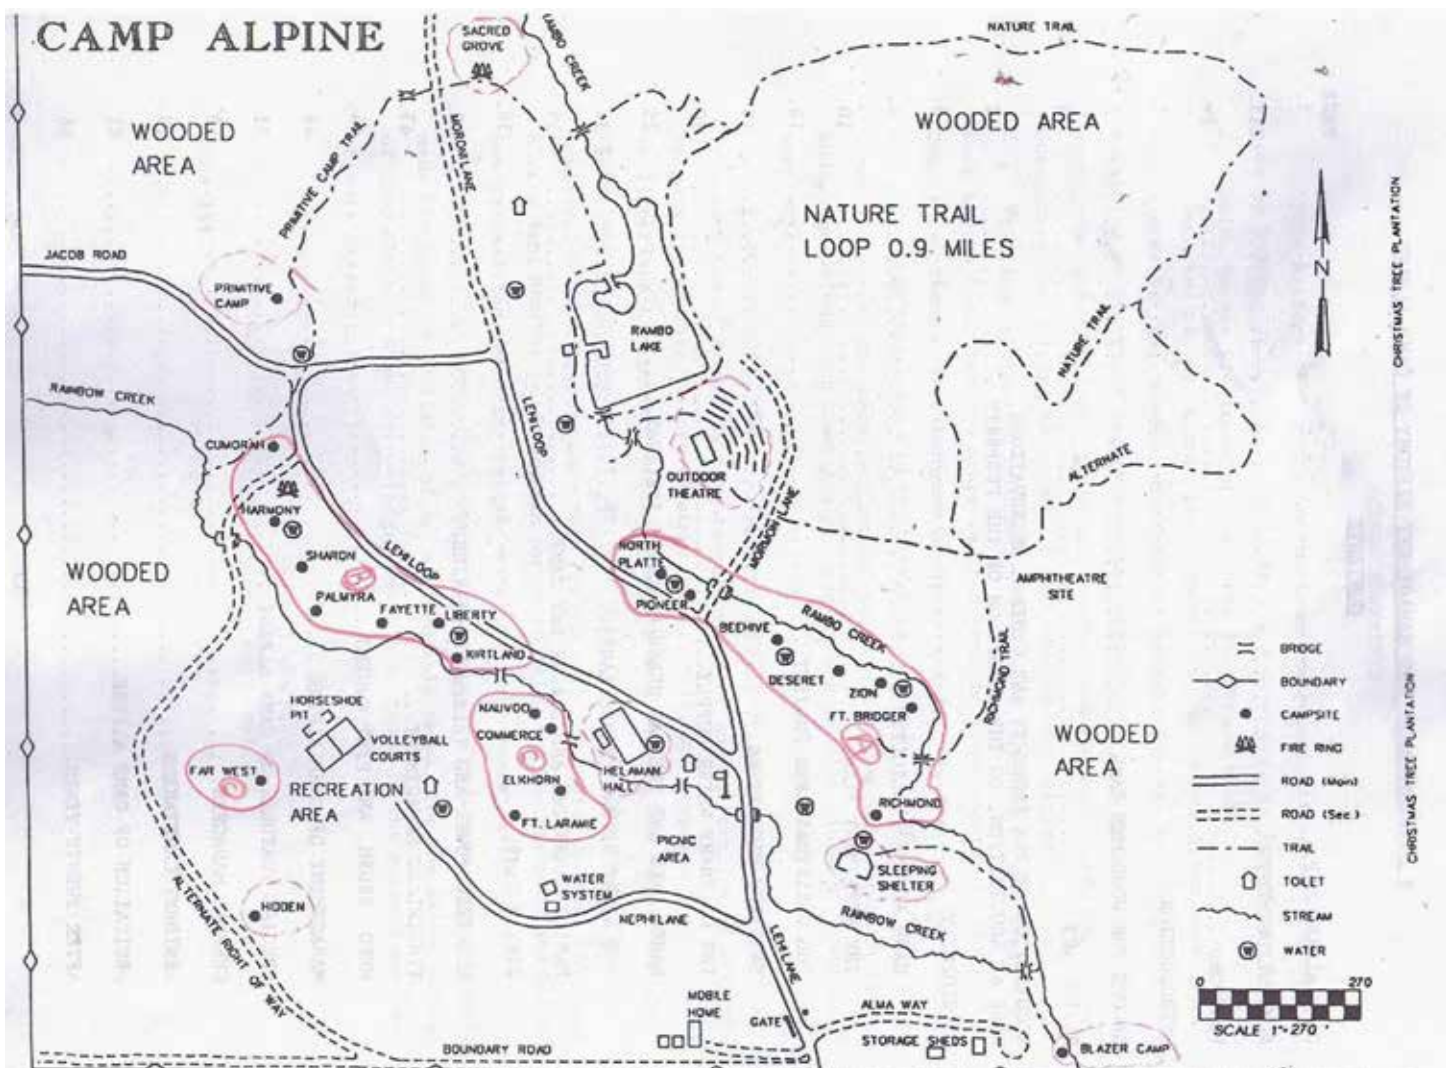 CAMP ALPINE
SACRED
GROVE
RAMBO CREEK
NATURE TRAIL
WOODED
AREA
PRIMITIVE CAMP TRAIL
MORONI LANE
WOODED AREA
NATURE TRAIL
LOOP 0.9 MILES
CHRISTMAS TREE PLANTATION
N
JACOB ROAD
PRIMITIVE
CAMP
RAMBO
LAKE
NATURE TRAIL
RAINBOW CREEK
LEHI LOOP
CUMORAH
OUTDOOR
THEATRE
ALTERNATE
HARMONY
MORMON LANE
LEHI LOOP
SHARON
NORTH
PLATTE
WOODED
AREA
B
AMPHITHEATRE
SITE
PALMYRA
FAYETTE
LIBERTY
PIONEER
BEEHIVE
RAMBO CREEK
KIRTLAND
DESERET
ZION
RICHMOND TRAIL
BRIDGE
BOUNDARY
CAMPSITE
FIRE RING
ROAD (Main)
ROAD (Sec.)
TRAIL
TOILET
STREAM
WATER
HORSESHOE
PIT
VOLLEYBALL
COURTS
NAUVOO
COMMERCE
FT. BRIDGER
A
WOODED
AREA
CHRISTMAS TREE PLANTATION
FAR WEST
C
RECREATION
AREA
C
ELKHORN
HELAMAN
HALL
FT. LARAMIE
RICHMOND
PICNIC
AREA
SLEEPING
SHELTER
WATER
SYSTEM
HIDDEN
NEPHI LANE
RAINBOW CREEK
ALTERNATE RIGHT OF WAY
LEHI LANE
0 270
SCALE 1"=270'
MOBILE
HOME
GATE
ALMA WAY
STORAGE SHEDS
BOUNDARY ROAD
BLAZER CAMP